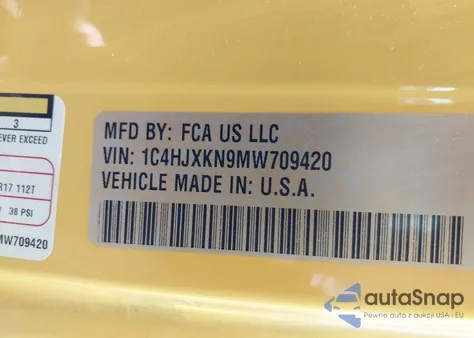 3
EVER EXCEED
R17 112T
38 PSI
MW709420
MFD BY: FCA US LLC
VIN: 1C4HJXKN9MW709420
VEHICLE MADE IN: U.S.A.
autoSnap
Pewne auta z aukcji USA i EU